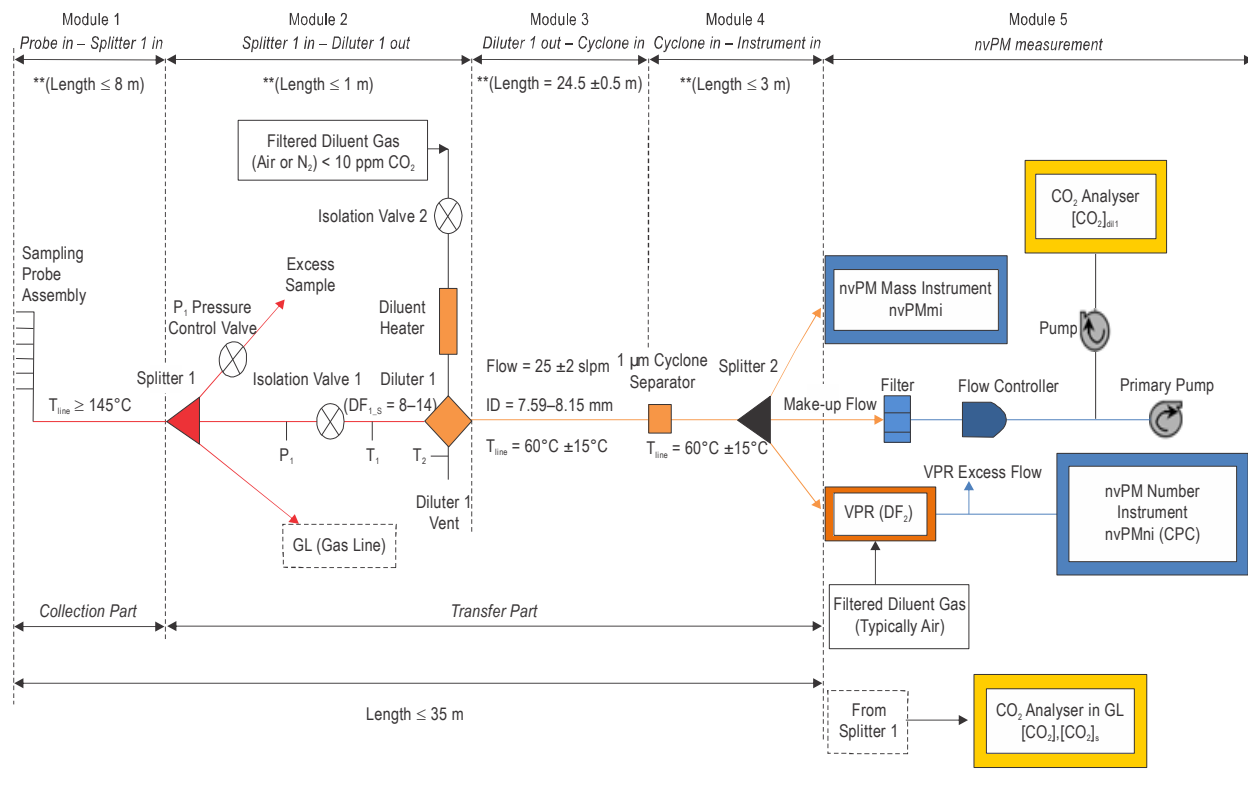 Module 1
Module 2
Module 3
Module 4
Module 5
Probe in – Splitter 1 in
Splitter 1 in – Diluter 1 out
Diluter 1 out – Cyclone in
Cyclone in – Instrument in
nvPM measurement
**(Length ≤ 8 m)
**(Length ≤ 1 m)
**(Length = 24.5 ±0.5 m)
**(Length ≤ 3 m)
Filtered Diluent Gas
(Air or N₂) < 10 ppm CO₂
Isolation Valve 2
CO₂ Analyser
[CO₂]dil1
Sampling
Probe
Assembly
Excess
Sample
P₁ Pressure
Control Valve
Diluent
Heater
nvPM Mass Instrument
nvPMmi
Pump
Splitter 1
Isolation Valve 1
Diluter 1
(DF1_S = 8–14)
Flow = 25 ±2 slpm
1 µm Cyclone
Separator
Splitter 2
Filter
Flow Controller
Primary Pump
Tline ≥ 145°C
ID = 7.59–8.15 mm
Make-up Flow
P₁
T₁
T₂
Tline = 60°C ±15°C
Tline = 60°C ±15°C
Diluter 1
Vent
VPR Excess Flow
GL (Gas Line)
VPR (DF₂)
nvPM Number
Instrument
nvPMni (CPC)
Filtered Diluent Gas
(Typically Air)
Collection Part
Transfer Part
Length ≤ 35 m
From
Splitter 1
CO₂ Analyser in GL
[CO₂],[CO₂]s